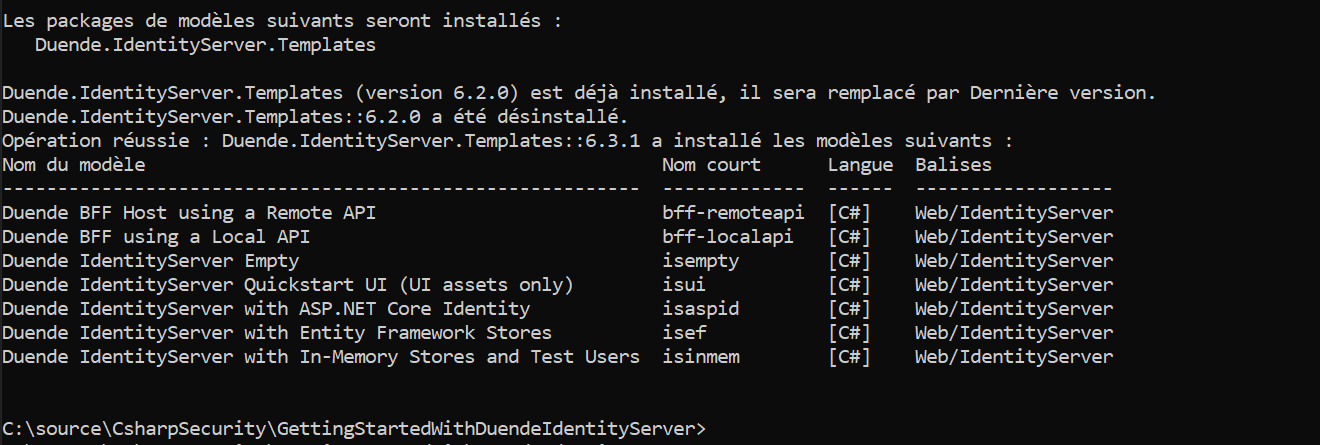 Les packages de modèles suivants seront installés :
   Duende.IdentityServer.Templates
Duende.IdentityServer.Templates (version 6.2.0) est déjà installé, il sera remplacé par Dernière version.
Duende.IdentityServer.Templates::6.2.0 a été désinstallé.
Opération réussie : Duende.IdentityServer.Templates::6.3.1 a installé les modèles suivants :
Nom du modèle                                               Nom court      Langue  Balises
----------------------------------------------------------  -------------  ------  ------------------
Duende BFF Host using a Remote API                          bff-remoteapi  [C#]    Web/IdentityServer
Duende BFF using a Local API                                bff-localapi   [C#]    Web/IdentityServer
Duende IdentityServer Empty                                 isempty        [C#]    Web/IdentityServer
Duende IdentityServer Quickstart UI (UI assets only)        isui           [C#]    Web/IdentityServer
Duende IdentityServer with ASP.NET Core Identity            isaspid        [C#]    Web/IdentityServer
Duende IdentityServer with Entity Framework Stores          isef           [C#]    Web/IdentityServer
Duende IdentityServer with In-Memory Stores and Test Users  isinmem        [C#]    Web/IdentityServer
C:\source\CsharpSecurity\GettingStartedWithDuendeIdentityServer>